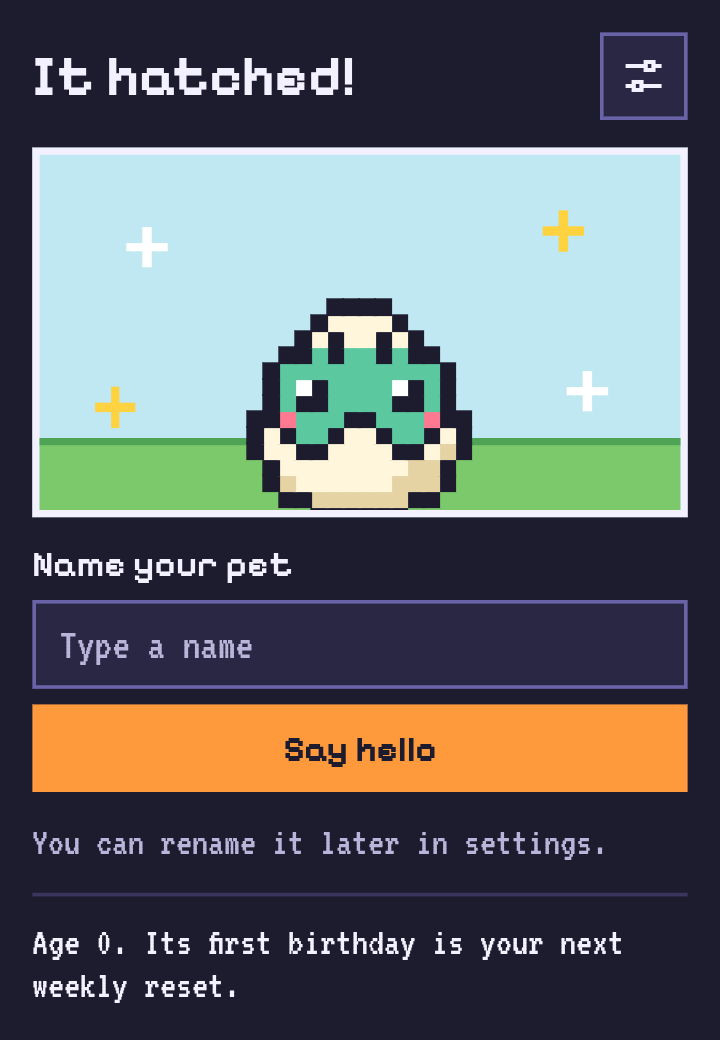 It hatched!
Name your pet
Type a name
Say hello
You can rename it later in settings.
Age 0. Its first birthday is your next
weekly reset.